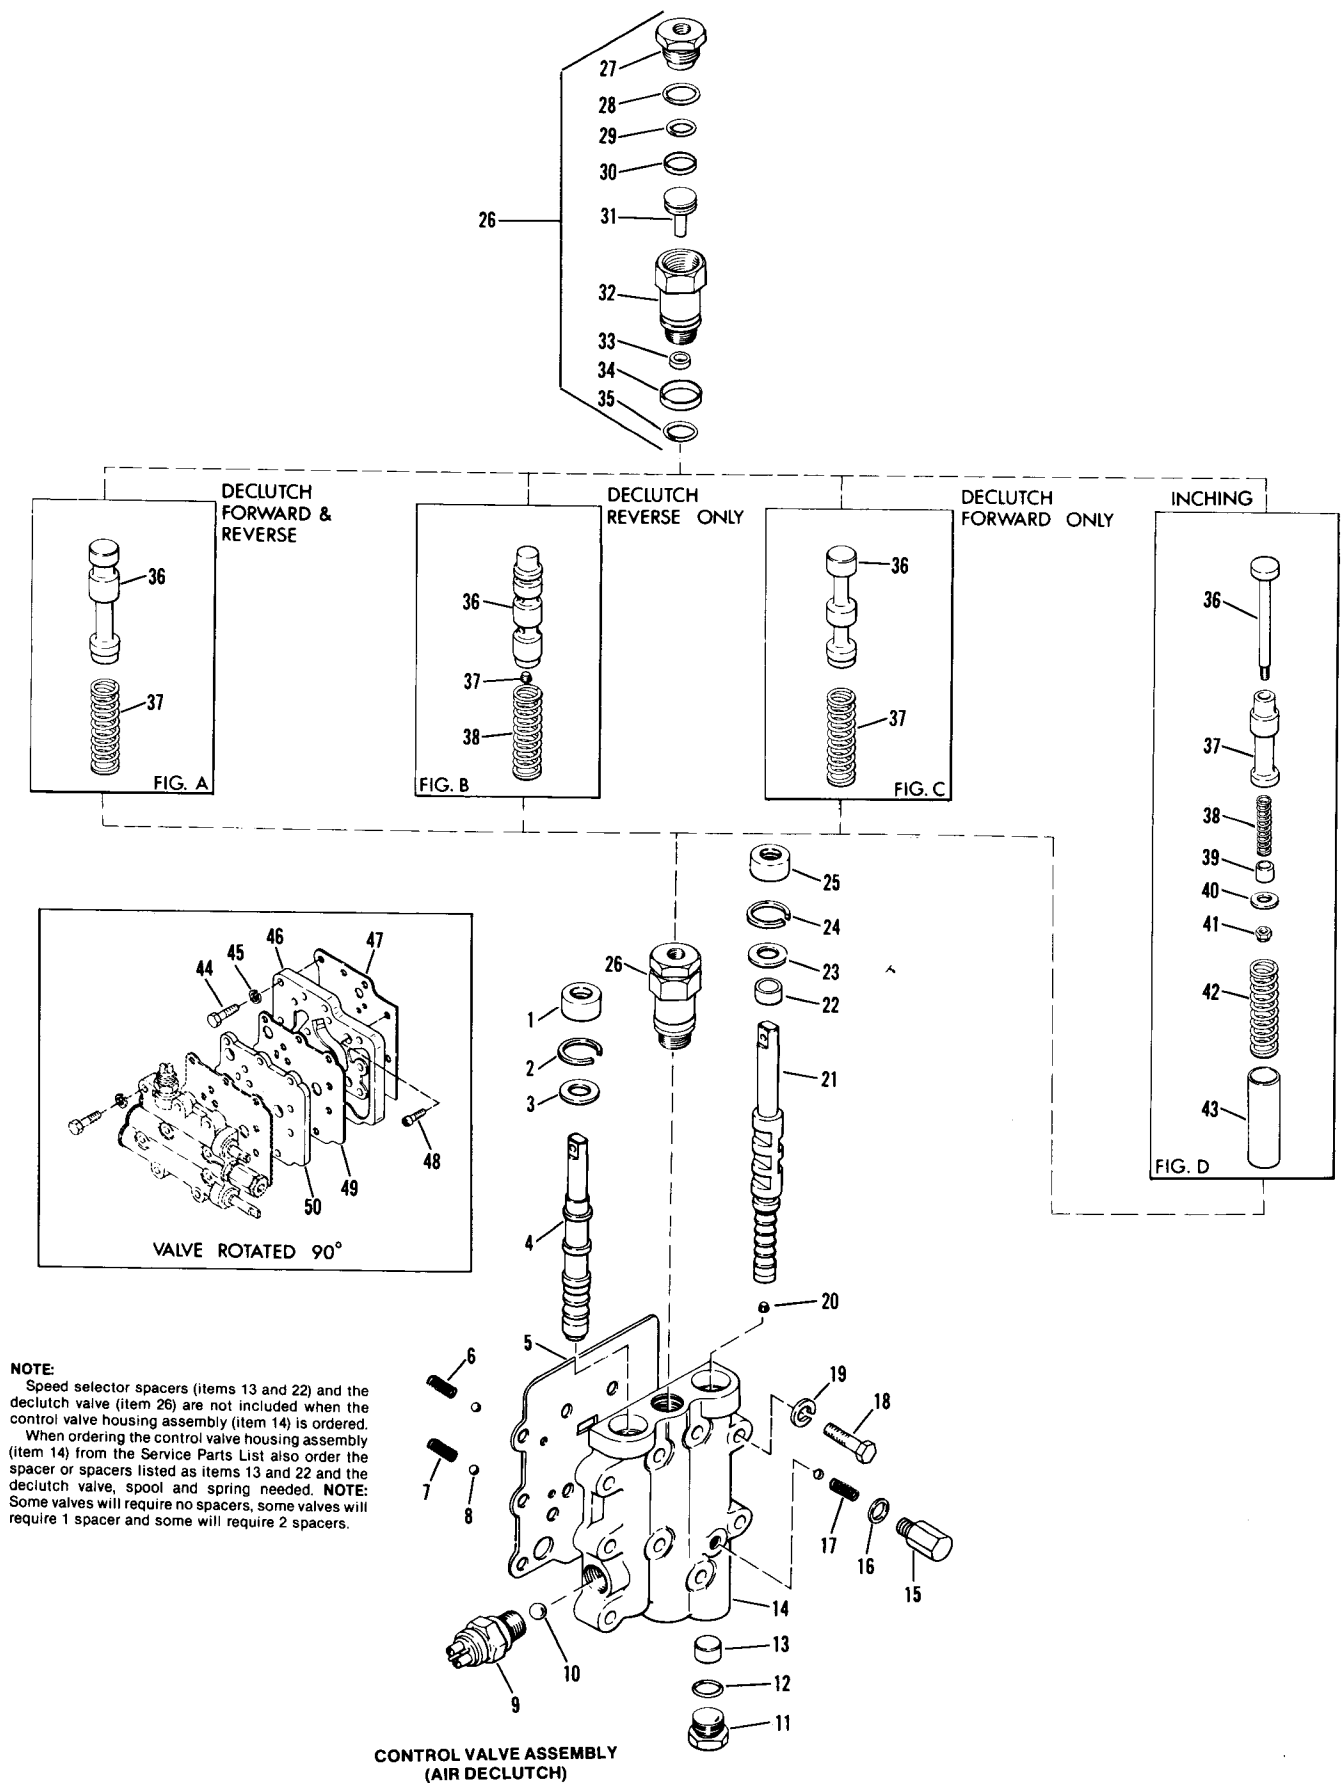 27
28
29
30
26
31
32
33
34
35
DECLUTCH
FORWARD &
REVERSE
36
37
FIG. A
DECLUTCH
REVERSE ONLY
36
37
38
FIG. B
DECLUTCH
FORWARD ONLY
36
37
FIG. C
INCHING
36
37
38
39
40
41
42
43
FIG. D
44
45
46
47
48
49
50
VALVE ROTATED 90°
25
24
23
22
21
20
26
1
2
3
4
5
6
7
8
19
18
17
16
15
14
13
12
11
10
9
NOTE:
Speed selector spacers (items 13 and 22) and the
declutch valve (item 26) are not included when the
control valve housing assembly (item 14) is ordered.
When ordering the control valve housing assembly
(item 14) from the Service Parts List also order the
spacer or spacers listed as items 13 and 22 and the
declutch valve, spool and spring needed. NOTE:
Some valves will require no spacers, some valves will
require 1 spacer and some will require 2 spacers.
CONTROL VALVE ASSEMBLY
(AIR DECLUTCH)